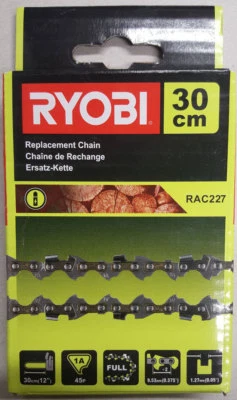 RYOBI
30
cm
Replacement Chain
Chaîne de Rechange
Ersatz-Kette
RAC227
30cm(12")
1A
45r
FULL
9.53mm(0.375")
1.27mm(0.05")